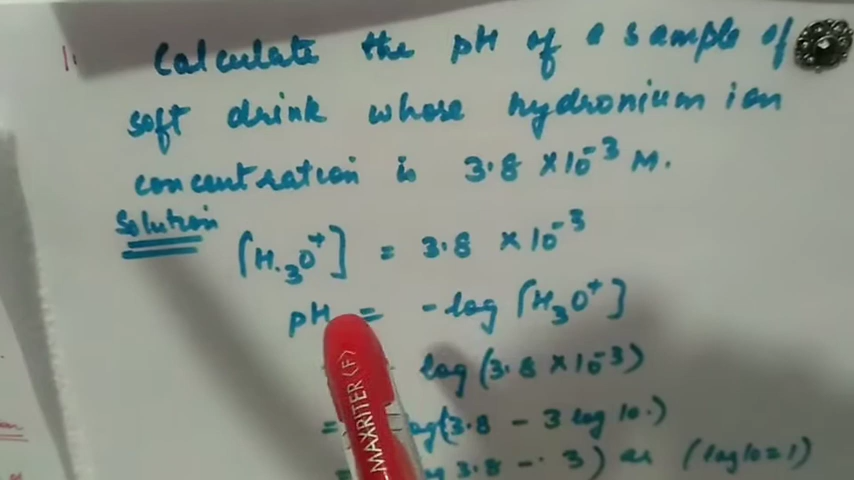 1. Calculate the pH of a sample of
soft drink whose hydronium ion
concentration is 3.8 × 10⁻³ M.
Solution
[H₃O⁺] = 3.8 × 10⁻³
pH = - log [H₃O⁺]
log (3.8 × 10⁻³)
= log(3.8 - 3 log 10.)
= 3.8 - 3) as (log10=1)
MAXRITER (F)